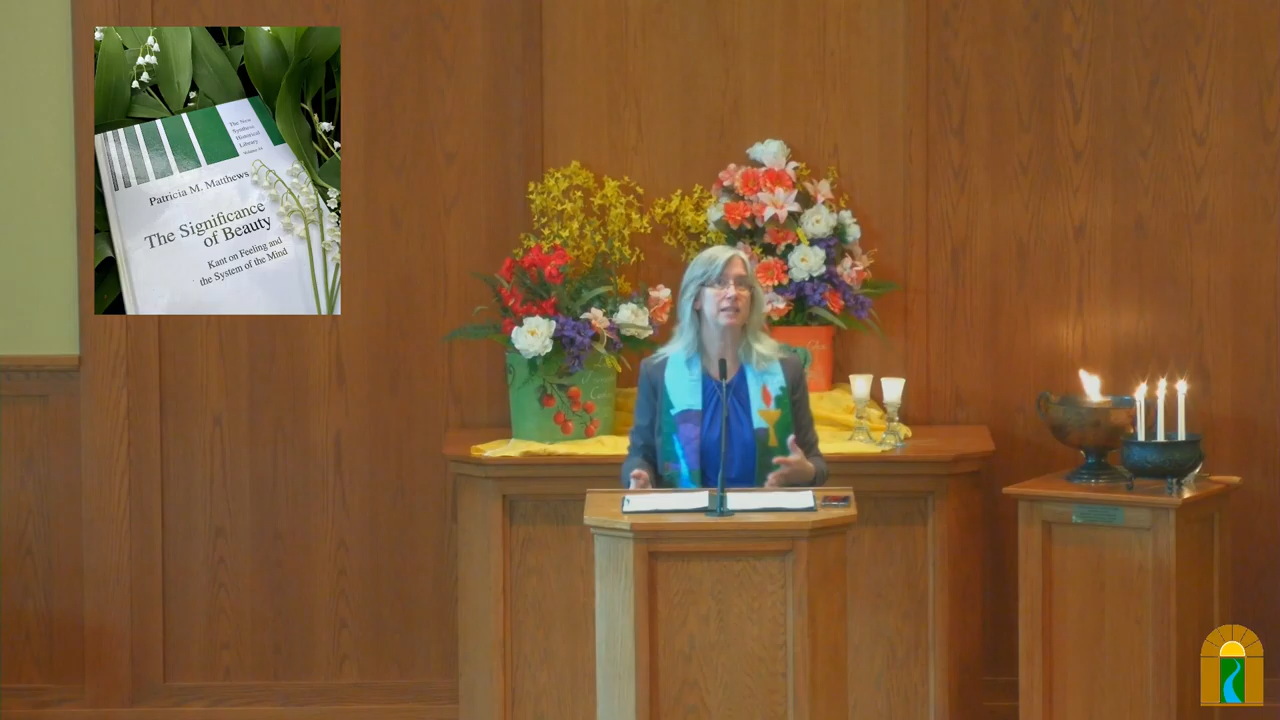 The New
Synthese
Historical
Library
Patricia M. Matthews
The Significance
of Beauty
Kant on Feeling and
the System of the Mind